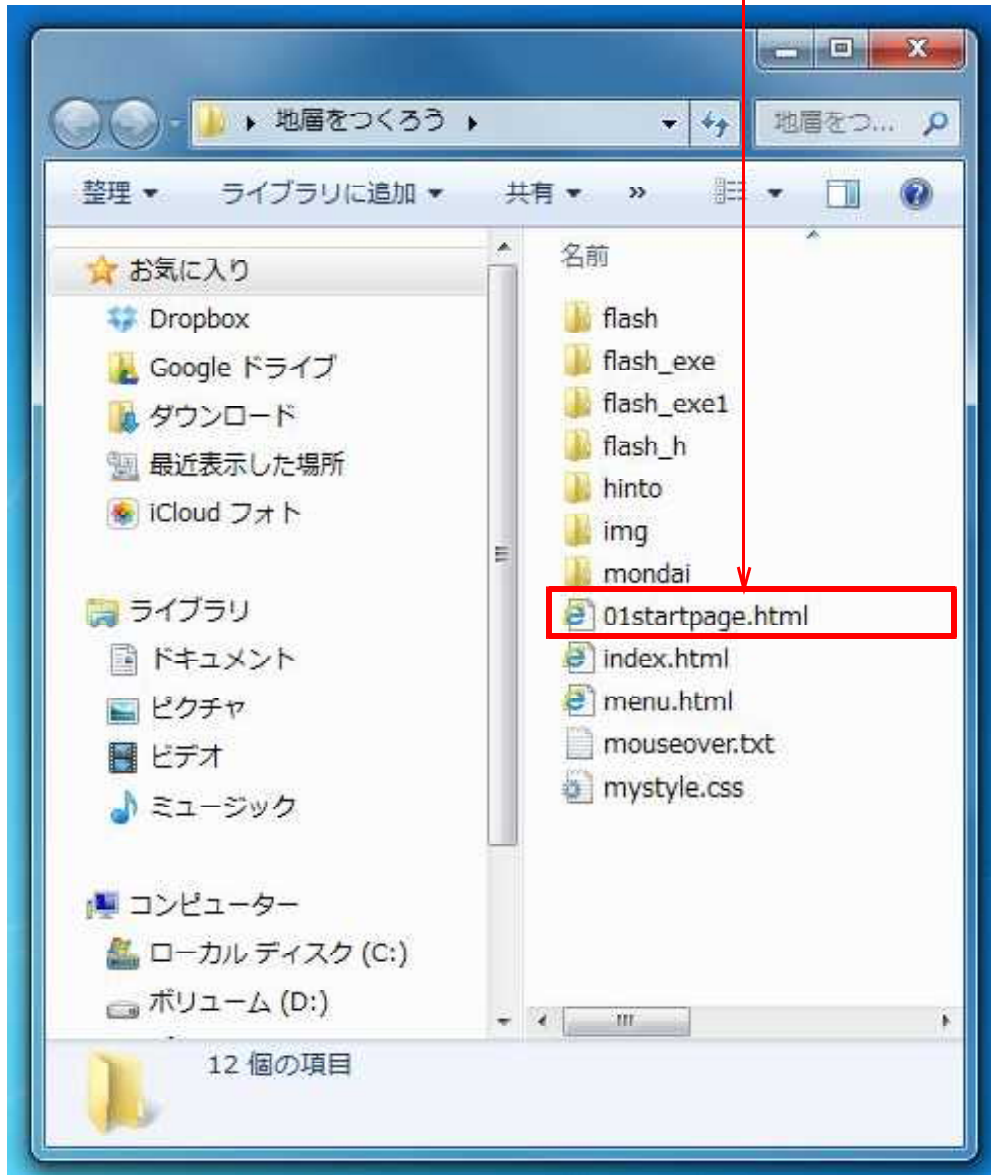 地層をつくろう
地層をつ...
整理
ライブラリに追加
共有
»
お気に入り
Dropbox
Google ドライブ
ダウンロード
最近表示した場所
iCloud フォト
ライブラリ
ドキュメント
ピクチャ
ビデオ
ミュージック
コンピューター
ローカル ディスク (C:)
ボリューム (D:)
名前
flash
flash_exe
flash_exe1
flash_h
hinto
img
mondai
01startpage.html
index.html
menu.html
mouseover.txt
mystyle.css
12 個の項目